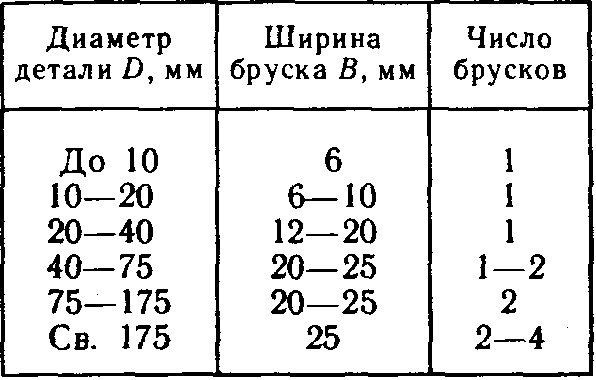 Диаметр детали D, мм | Ширина бруска B, мм | Число брусков
До 10 | 6 | 1
10—20 | 6—10 | 1
20—40 | 12—20 | 1
40—75 | 20—25 | 1—2
75—175 | 20—25 | 2
Св. 175 | 25 | 2—4